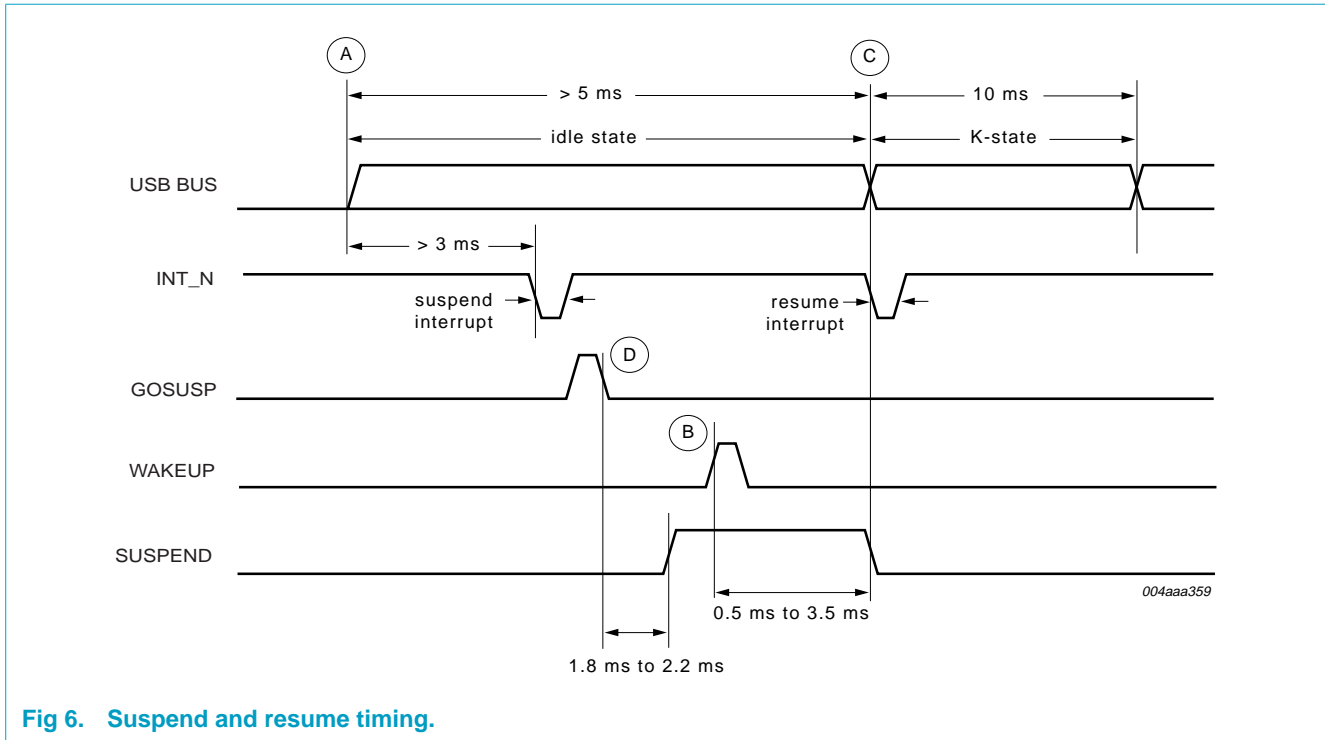 A
C
> 5 ms
10 ms
idle state
K-state
USB BUS
> 3 ms
INT_N
suspend
interrupt
resume
interrupt
D
GOSUSP
B
WAKEUP
SUSPEND
004aaa359
0.5 ms to 3.5 ms
1.8 ms to 2.2 ms
Fig 6. Suspend and resume timing.